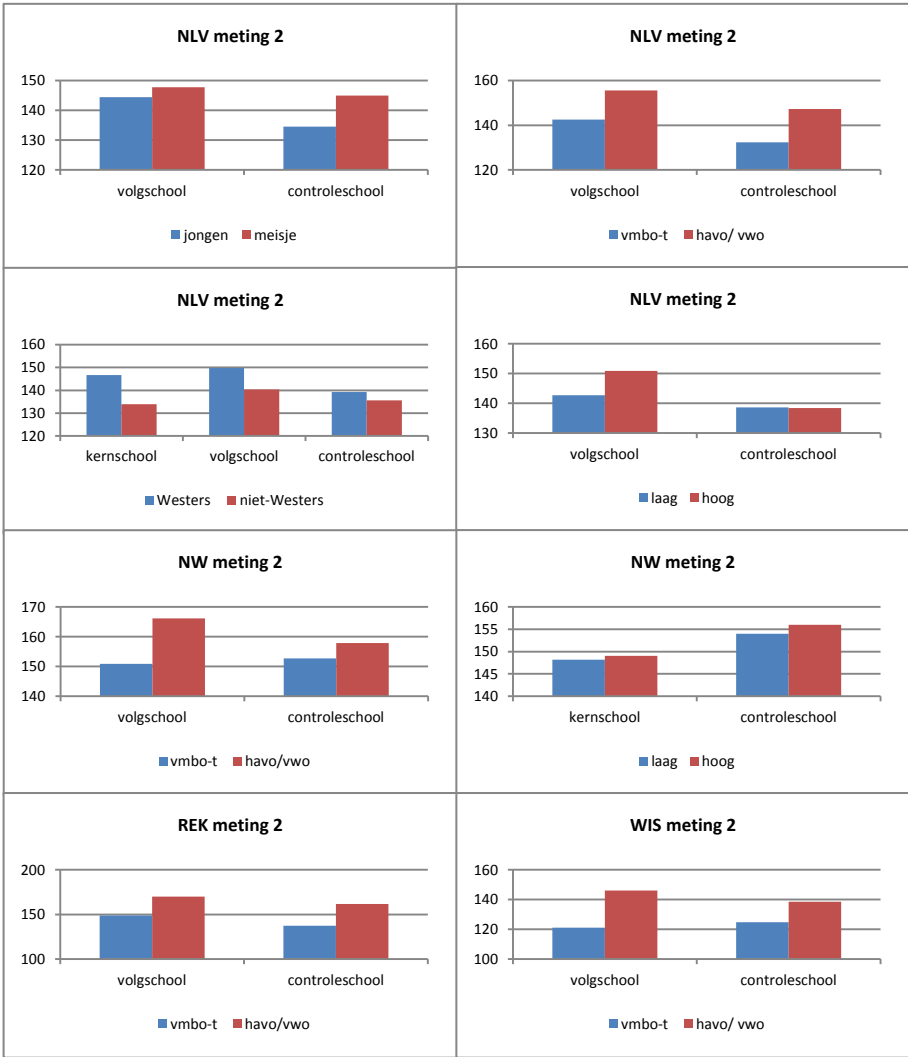 NLV meting 2
150
140
130
120
volgschool controleschool
jongen meisje
NLV meting 2
160
140
120
volgschool controleschool
vmbo-t havo/ vwo
NLV meting 2
160
150
140
130
120
kernschool volgschool controleschool
Westers niet-Westers
NLV meting 2
160
150
140
130
volgschool controleschool
laag hoog
NW meting 2
170
160
150
140
volgschool controleschool
vmbo-t havo/vwo
NW meting 2
160
155
150
145
140
kernschool controleschool
laag hoog
REK meting 2
200
150
100
volgschool controleschool
vmbo-t havo/vwo
WIS meting 2
160
140
120
100
volgschool controleschool
vmbo-t havo/ vwo